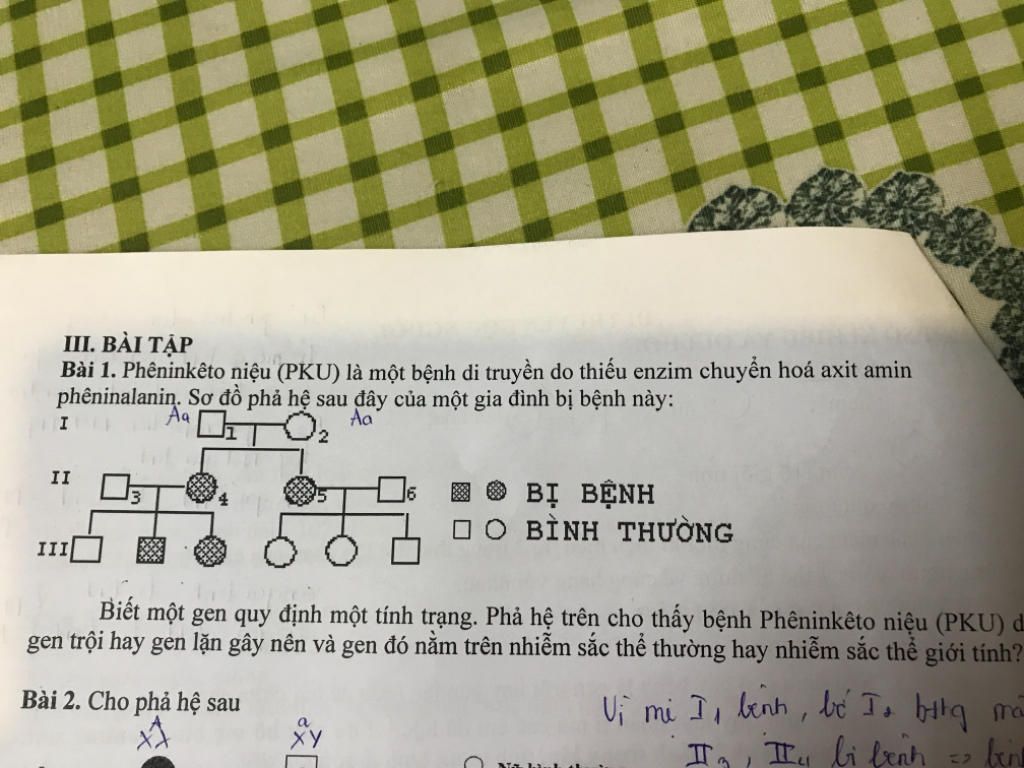 III. BÀI TẬP
Bài 1. Phêninkêto niệu (PKU) là một bệnh di truyền do thiếu enzim chuyển hoá axit amin
phêninalanin. Sơ đồ phả hệ sau đây của một gia đình bị bệnh này:
I Aa 1 2 Aa
II 3 4 5 6 BỊ BỆNH
BÌNH THƯỜNG
III
Biết một gen quy định một tính trạng. Phả hệ trên cho thấy bệnh Phêninkêto niệu (PKU) d
gen trội hay gen lặn gây nên và gen đó nằm trên nhiễm sắc thể thường hay nhiễm sắc thể giới tính?
Bài 2. Cho phả hệ sau
Vì mẹ I1 bệnh, bố I2 bthg mà
XX XY
bị bệnh =>